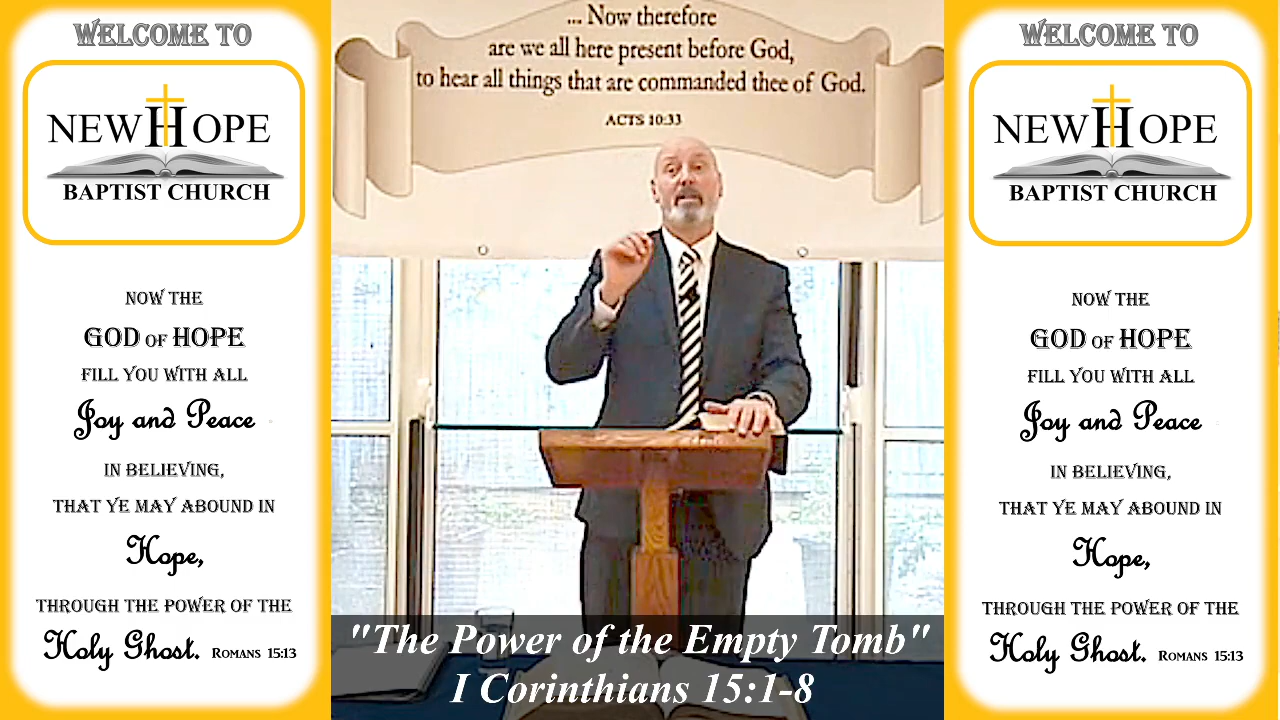 WELCOME TO
NEW HOPE
BAPTIST CHURCH
NOW THE
GOD OF HOPE
FILL YOU WITH ALL
Joy and Peace
IN BELIEVING,
THAT YE MAY ABOUND IN
Hope,
THROUGH THE POWER OF THE
Holy Ghost. ROMANS 15:13
... Now therefore
are we all here present before God,
to hear all things that are commanded thee of God.
ACTS 10:33
"The Power of the Empty Tomb"
I Corinthians 15:1-8
WELCOME TO
NEW HOPE
BAPTIST CHURCH
NOW THE
GOD OF HOPE
FILL YOU WITH ALL
Joy and Peace
IN BELIEVING,
THAT YE MAY ABOUND IN
Hope,
THROUGH THE POWER OF THE
Holy Ghost. ROMANS 15:13